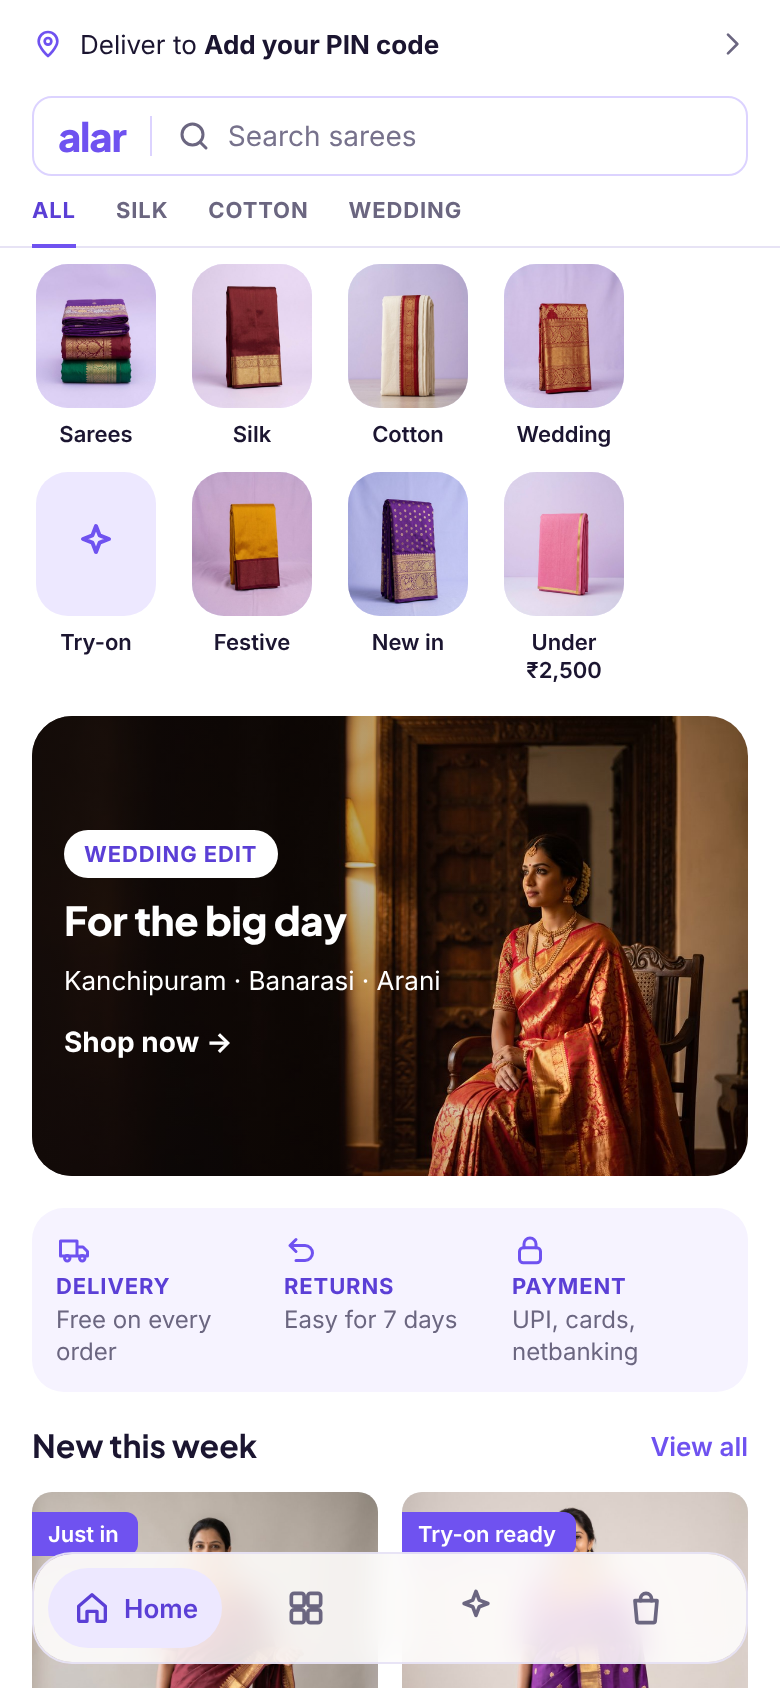 Deliver to Add your PIN code
alar
Search sarees
ALL SILK COTTON WEDDING
Sarees Silk Cotton Wedding
Try-on Festive New in Under
₹2,500
WEDDING EDIT
For the big day
Kanchipuram · Banarasi · Arani
Shop now →
DELIVERY
Free on every
order
RETURNS
Easy for 7 days
PAYMENT
UPI, cards,
netbanking
New this week
View all
Just in
Try-on ready
Home